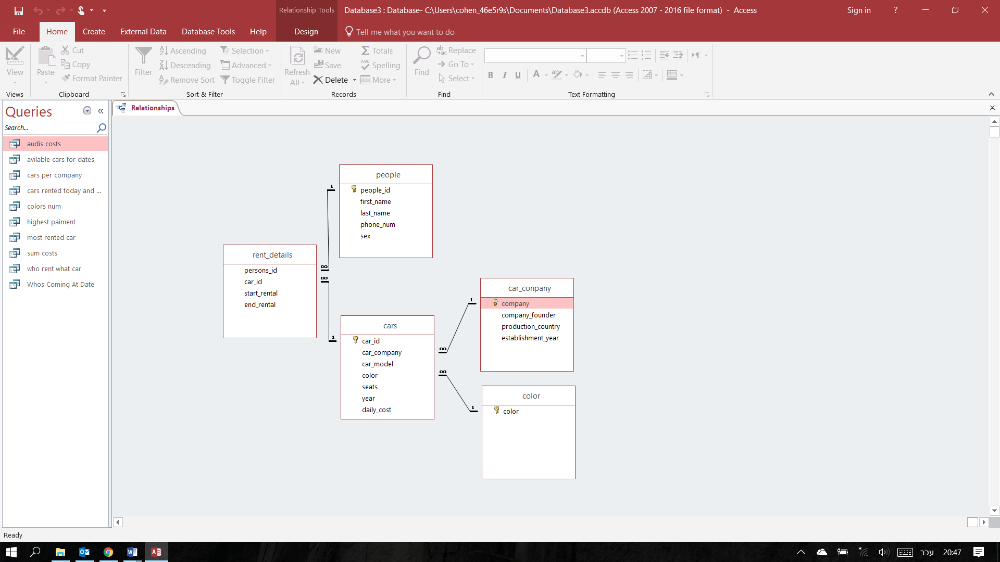 Relationship Tools
Database3 : Database- C:\Users\cohen_46e5r9s\Documents\Database3.accdb (Access 2007 - 2016 file format)  -  Access
Sign in
?
File
Home
Create
External Data
Database Tools
Help
Design
Tell me what you want to do
View
Views
Paste
Cut
Copy
Format Painter
Clipboard
Filter
Ascending
Descending
Remove Sort
Selection
Advanced
Toggle Filter
Sort & Filter
Refresh
All
New
Save
Delete
Totals
Spelling
More
Records
Find
Replace
Go To
Select
Find
B I U A
Text Formatting
Queries
Search...
audis costs
avilable cars for dates
cars per company
cars rented today and ...
colors num
highest paiment
most rented car
sum costs
who rent what car
Whos Coming At Date
Relationships
people
people_id
first_name
last_name
phone_num
sex
1
∞
∞
1
rent_details
persons_id
car_id
start_rental
end_rental
cars
car_id
car_company
car_model
color
seats
year
daily_cost
1
∞
∞
1
car_conpany
company
company_founder
production_country
establishment_year
color
color
Ready
עבר
20:47